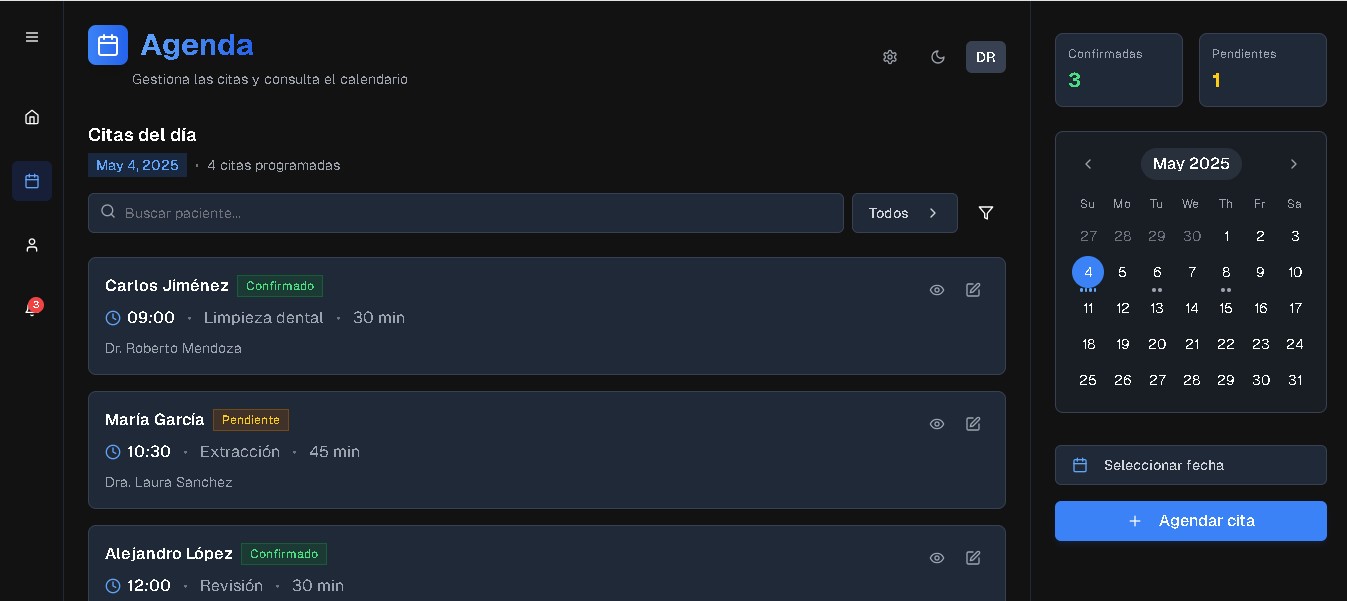 Agenda
Gestiona las citas y consulta el calendario
DR
3
Citas del día
May 4, 2025 • 4 citas programadas
Buscar paciente...
Todos
Carlos Jiménez Confirmado
09:00 • Limpieza dental • 30 min
Dr. Roberto Mendoza
María García Pendiente
10:30 • Extracción • 45 min
Dra. Laura Sanchez
Alejandro López Confirmado
12:00 • Revisión • 30 min
Confirmadas
3
Pendientes
1
May 2025
Su Mo Tu We Th Fr Sa
27 28 29 30 1 2 3
4 5 6 7 8 9 10
11 12 13 14 15 16 17
18 19 20 21 22 23 24
25 26 27 28 29 30 31
Seleccionar fecha
+ Agendar cita